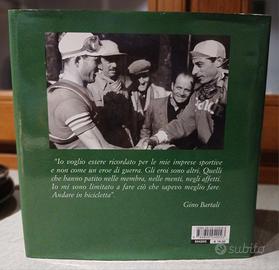 "Io voglio essere ricordato per le mie imprese sportive
e non come un eroe di guerra. Gli eroi sono altri. Quelli
che hanno patito nelle membra, nelle menti, negli affetti.
Io mi sono limitato a fare ciò che sapevo meglio fare.
Andare in bicicletta".
Gino Bartali
subito